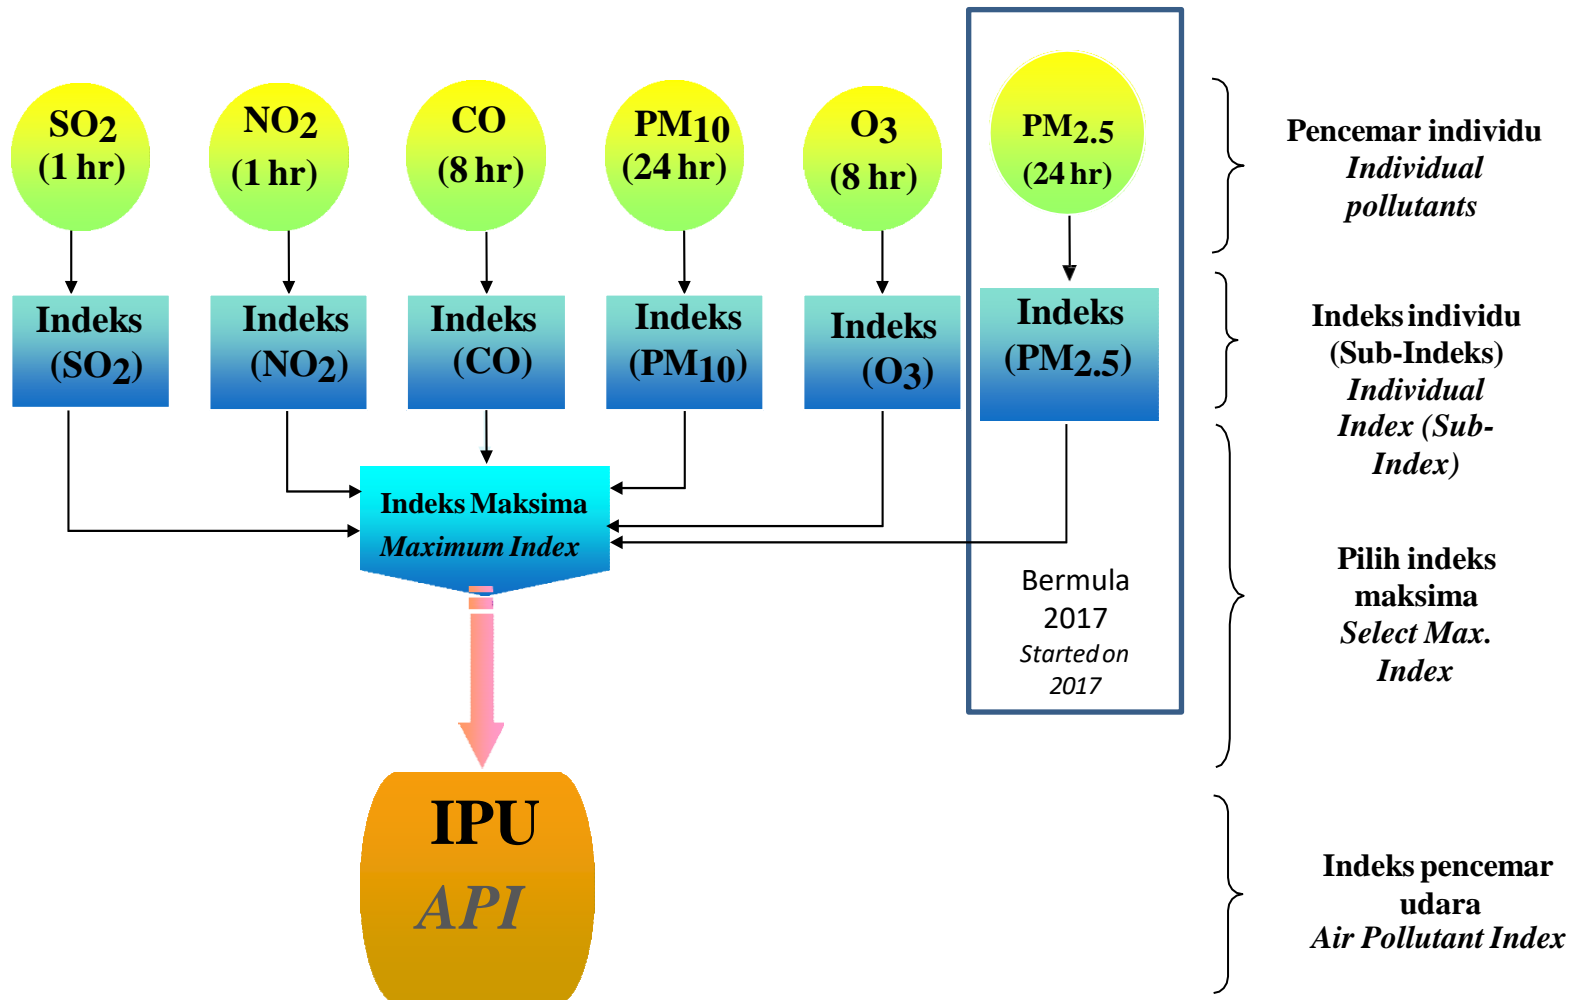 SO2
(1 hr)
NO2
(1 hr)
CO
(8 hr)
PM10
(24 hr)
O3
(8 hr)
PM2.5
(24 hr)
Pencemar individu
Individual
pollutants
Indeks
(SO2)
Indeks
(NO2)
Indeks
(CO)
Indeks
(PM10)
Indeks
(O3)
Indeks
(PM2.5)
Indeks individu
(Sub-Indeks)
Individual
Index (Sub-
Index)
Indeks Maksima
Maximum Index
Bermula
2017
Started on
2017
Pilih indeks
maksima
Select Max.
Index
IPU
API
Indeks pencemar
udara
Air Pollutant Index